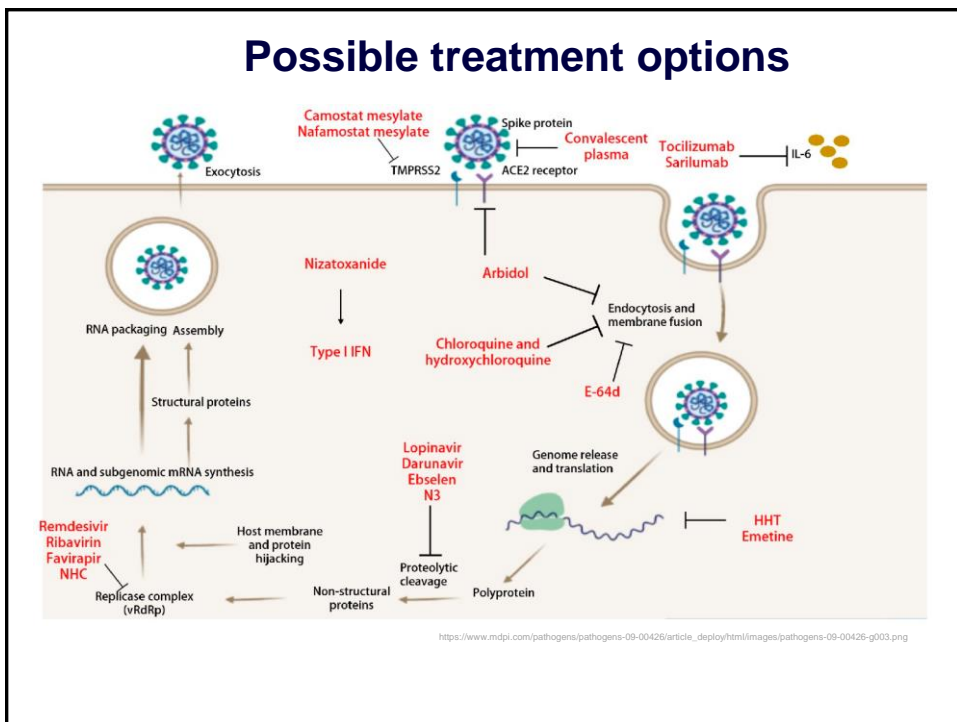 Possible treatment options
Camostat mesylate
Nafamostat mesylate
TMPRSS2
Spike protein
ACE2 receptor
Convalescent
plasma
Tocilizumab
Sarilumab
IL-6
Exocytosis
Nizatoxanide
Type I IFN
Arbidol
Endocytosis and
membrane fusion
Chloroquine and
hydroxychloroquine
E-64d
RNA packaging
Assembly
Structural proteins
RNA and subgenomic mRNA synthesis
Lopinavir
Darunavir
Ebselen
N3
Genome release
and translation
HHT
Emetine
Remdesivir
Ribavirin
Favirapir
NHC
Host membrane
and protein
hijacking
Proteolytic
cleavage
Replicase complex
(vRdRp)
Non-structural
proteins
Polyprotein
https://www.mdpi.com/pathogens/pathogens-09-00426/article_deploy/html/images/pathogens-09-00426-g003.png